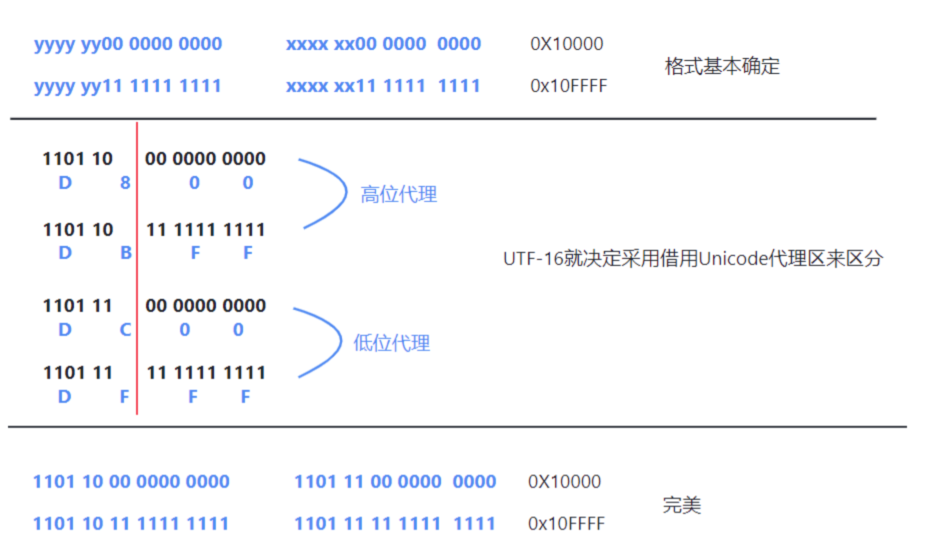 yyyy yy00 0000 0000 xxxx xx00 0000 0000 0X10000
格式基本确定
yyyy yy11 1111 1111 xxxx xx11 1111 1111 0x10FFFF
1101 10 00 0000 0000
D 8 0 0
高位代理
1101 10 11 1111 1111
D B F F
UTF-16就决定采用借用Unicode代理区来区分
1101 11 00 0000 0000
D C 0 0
低位代理
1101 11 11 1111 1111
D F F F
1101 10 00 0000 0000 1101 11 00 0000 0000 0X10000
完美
1101 10 11 1111 1111 1101 11 11 1111 1111 0x10FFFF